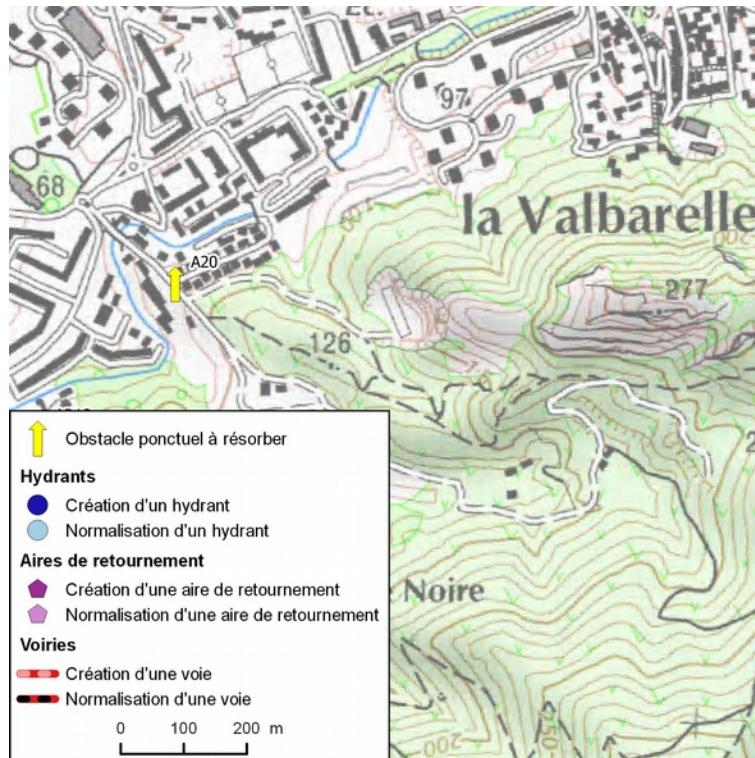 97
68
la Valbarelle
A20
277
126
Noire
200
250
Obstacle ponctuel à résorber
Hydrants
Création d'un hydrant
Normalisation d'un hydrant
Aires de retournement
Création d'une aire de retournement
Normalisation d'une aire de retournement
Voiries
Création d'une voie
Normalisation d'une voie
0 100 200 m